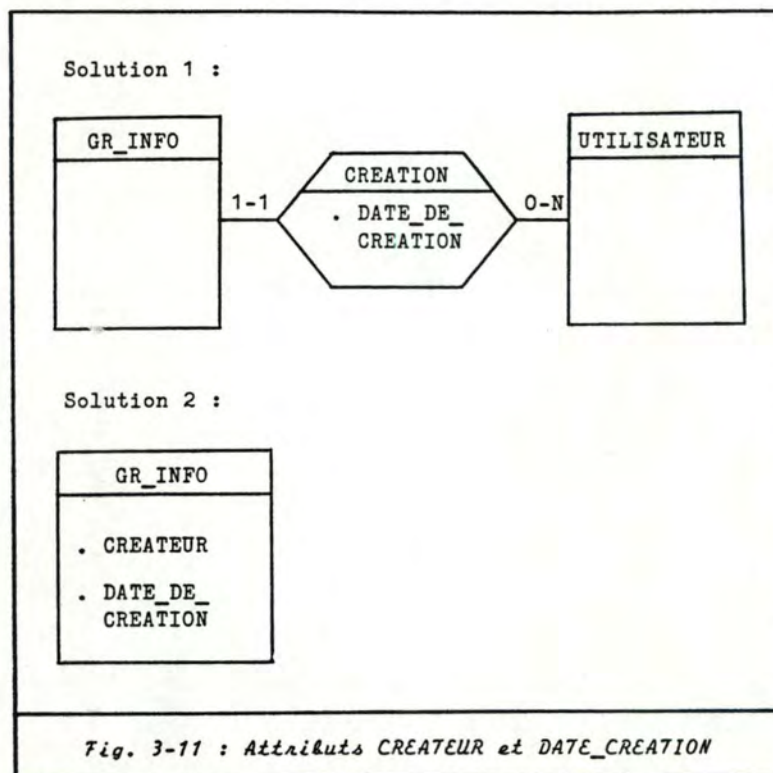 Solution 1 :
GR_INFO
1-1
CREATION
. DATE_DE_
CREATION
0-N
UTILISATEUR
Solution 2 :
GR_INFO
. CREATEUR
. DATE_DE_
CREATION
Fig. 3-11 : Attributs CREATEUR et DATE_CREATION